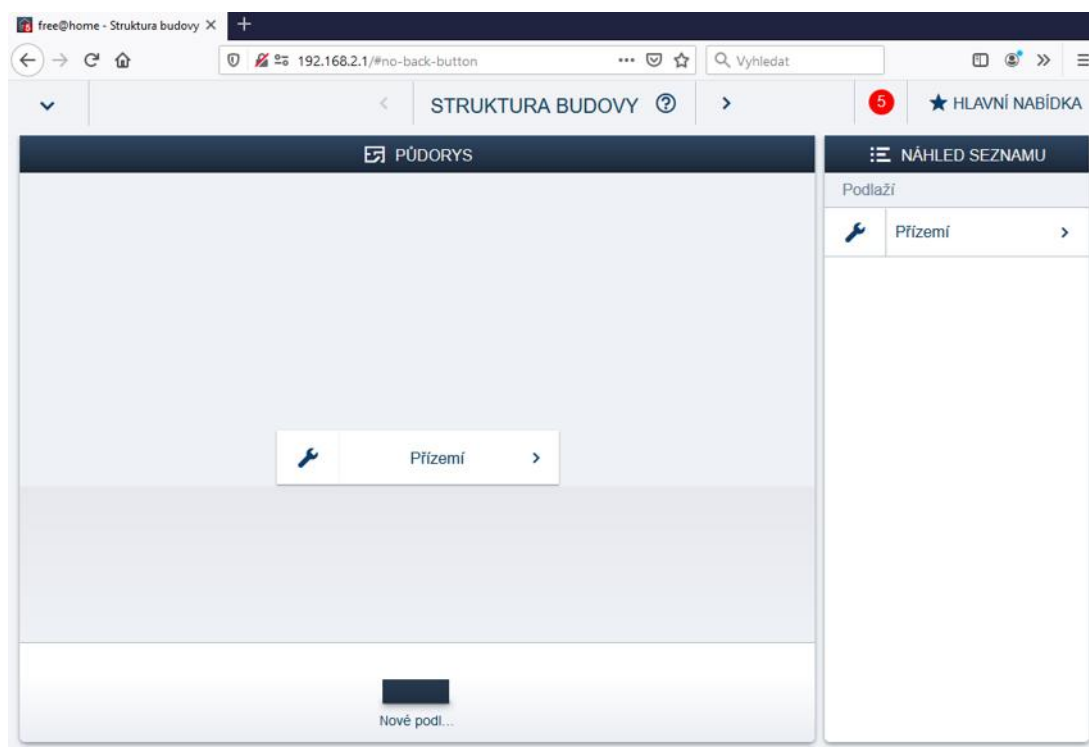 free@home - Struktura budovy
192.168.2.1/#no-back-button
Vyhledat
STRUKTURA BUDOVY
5
HLAVNÍ NABÍDKA
PŮDORYS
NÁHLED SEZNAMU
Podlaží
Přízemí
Přízemí
Nové podl...